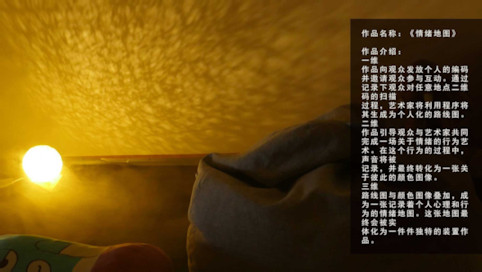 作品名称：《情绪地图》
作品介绍：
一维
作品向观众发放个人的编码
并邀请观众参与互动。通过
记录下观众对任意地点二维
码的扫描
过程，艺术家将利用程序将
其生成为个人化的路线图。
二维
作品引导观众与艺术家共同
完成一场关于情绪的行为艺
术。在这个行为的过程中，
声音将被
记录，并最终转化为一张关
于彼此的颜色图像。
三维
路线图与颜色图像叠加，成
为一张记录着个人心理和行
为的情绪地图。这张地图最
终会被实
体化为一件件独特的装置作
品。